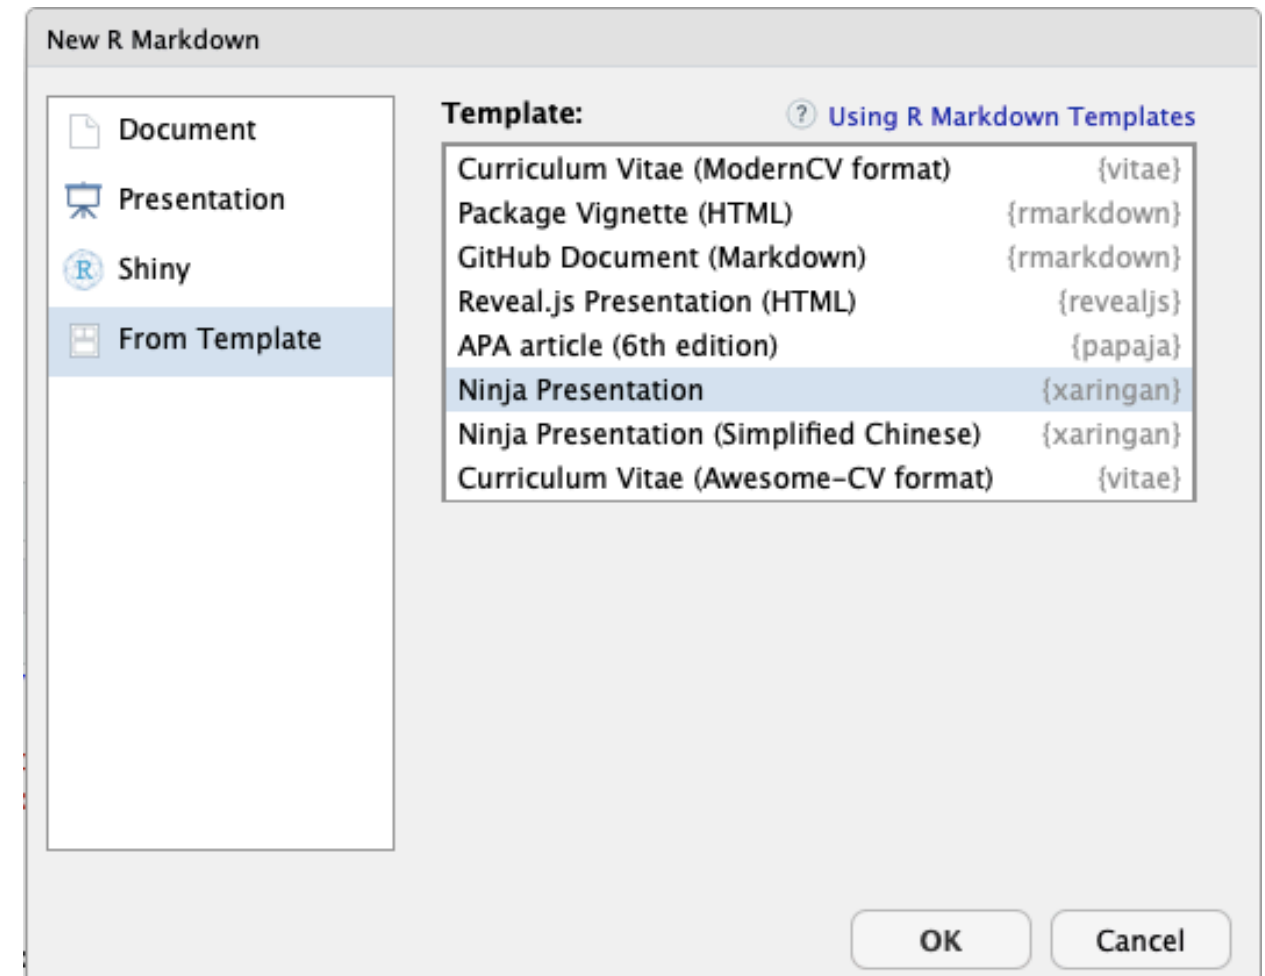 New R Markdown
Document
Presentation
Shiny
From Template
Template: ? Using R Markdown Templates
Curriculum Vitae (ModernCV format) {vitae}
Package Vignette (HTML) {rmarkdown}
GitHub Document (Markdown) {rmarkdown}
Reveal.js Presentation (HTML) {revealjs}
APA article (6th edition) {papaja}
Ninja Presentation {xaringan}
Ninja Presentation (Simplified Chinese) {xaringan}
Curriculum Vitae (Awesome-CV format) {vitae}
OK Cancel